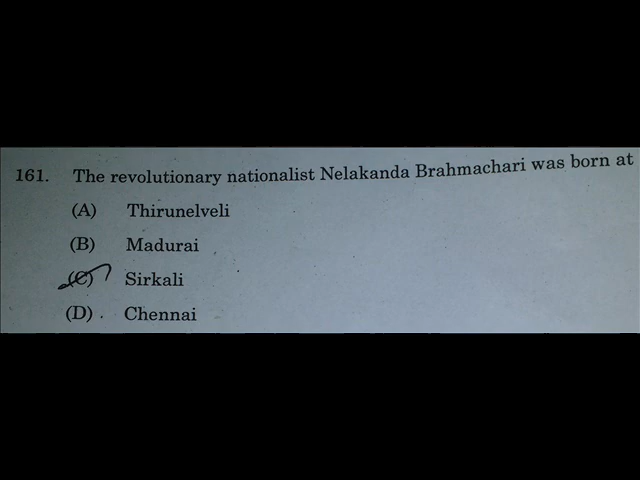 161. The revolutionary nationalist Nelakanda Brahmachari was born at
(A) Thirunelveli
(B) Madurai
(C) Sirkali
(D) . Chennai